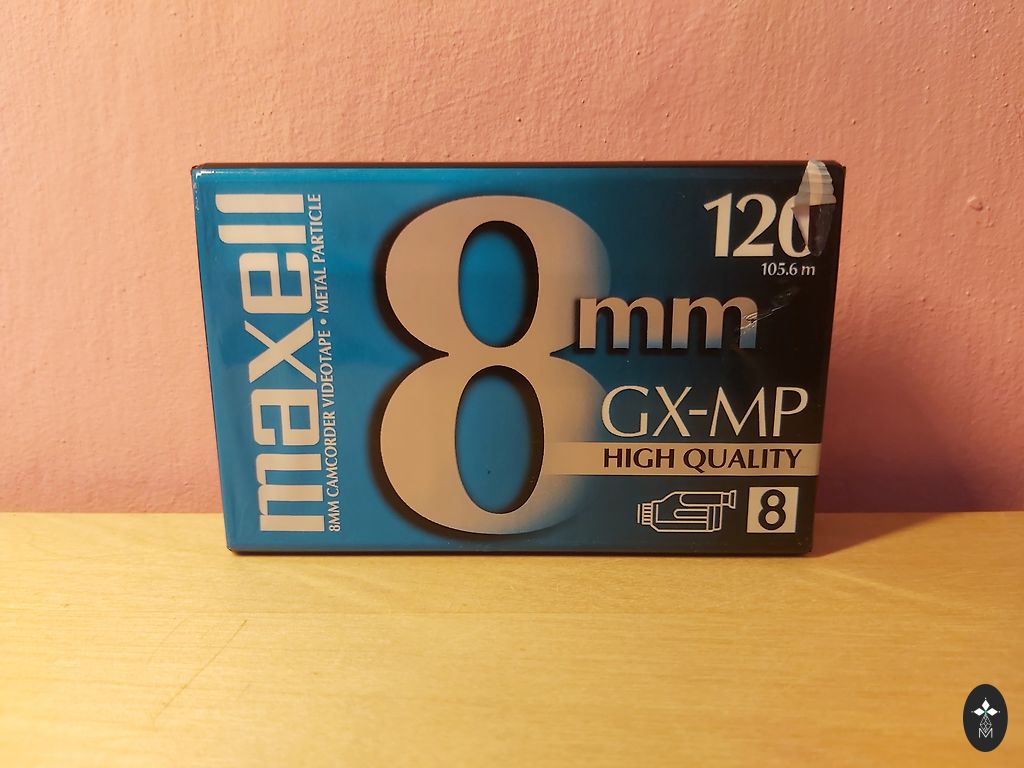 maxell
8MM CAMCORDER VIDEOTAPE • METAL PARTICLE
8mm
120
105.6 m
GX-MP
HIGH QUALITY
8
M